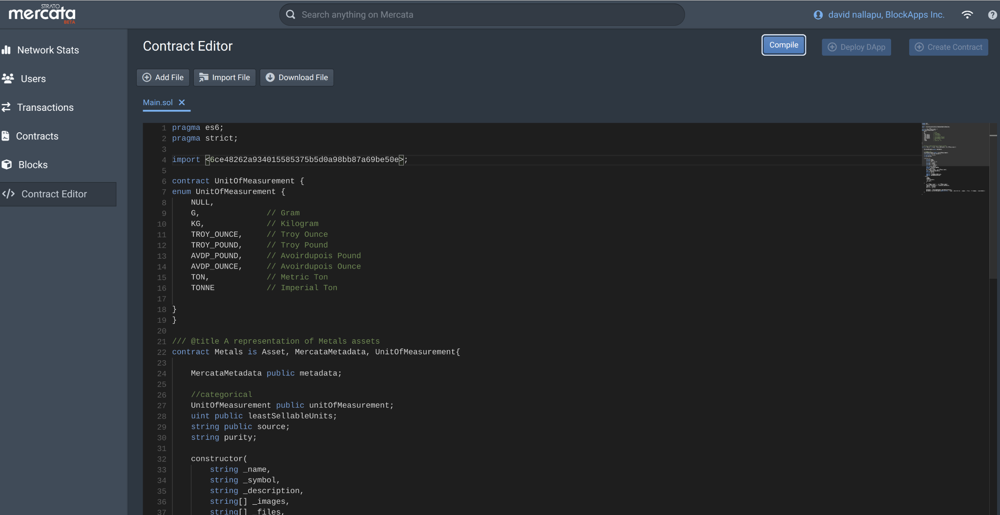 STRATO
mercata
BETA
Search anything on Mercata
david nallapu, BlockApps Inc.
?
Network Stats
Users
Transactions
Contracts
Blocks
</> Contract Editor
Contract Editor
Compile
Deploy DApp
Create Contract
Add File
Import File
Download File
Main.sol
1 pragma es6;
2 pragma strict;
3
4 import <6ce48262a934015585375b5d0a98bb87a69be50e>;
5
6 contract UnitOfMeasurement {
7 enum UnitOfMeasurement {
8 NULL,
9 G, // Gram
10 KG, // Kilogram
11 TROY_OUNCE, // Troy Ounce
12 TROY_POUND, // Troy Pound
13 AVDP_POUND, // Avoirdupois Pound
14 AVDP_OUNCE, // Avoirdupois Ounce
15 TON, // Metric Ton
16 TONNE // Imperial Ton
17
18 }
19 }
20
21 /// @title A representation of Metals assets
22 contract Metals is Asset, MercataMetadata, UnitOfMeasurement{
23
24 MercataMetadata public metadata;
25
26 //categorical
27 UnitOfMeasurement public unitOfMeasurement;
28 uint public leastSellableUnits;
29 string public source;
30 string purity;
31
32 constructor(
33 string _name,
34 string _symbol,
35 string _description,
36 string[] _images,
37 string[] _files,